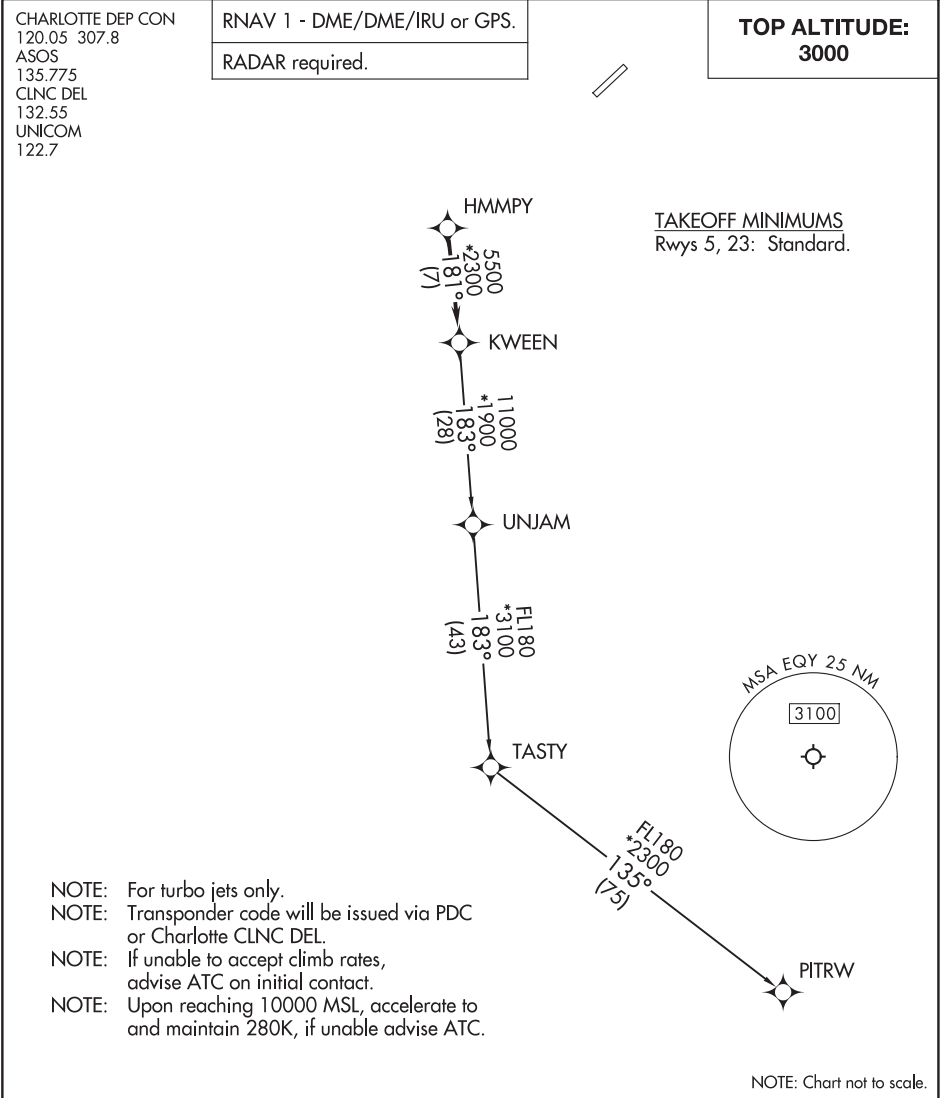 CHARLOTTE DEP CON
120.05 307.8
ASOS
135.775
CLNC DEL
132.55
UNICOM
122.7
RNAV 1 - DME/DME/IRU or GPS.
RADAR required.
TOP ALTITUDE:
3000
TAKEOFF MINIMUMS
Rwys 5, 23: Standard.
HMMPY
5500
*2300
181°
(7)
KWEEN
11000
*1900
183°
(28)
UNJAM
FL180
*3100
183°
(43)
TASTY
FL180
*2300
135°
(75)
PITRW
MSA EQY 25 NM
3100
NOTE: For turbo jets only.
NOTE: Transponder code will be issued via PDC
or Charlotte CLNC DEL.
NOTE: If unable to accept climb rates,
advise ATC on initial contact.
NOTE: Upon reaching 10000 MSL, accelerate to
and maintain 280K, if unable advise ATC.
NOTE: Chart not to scale.